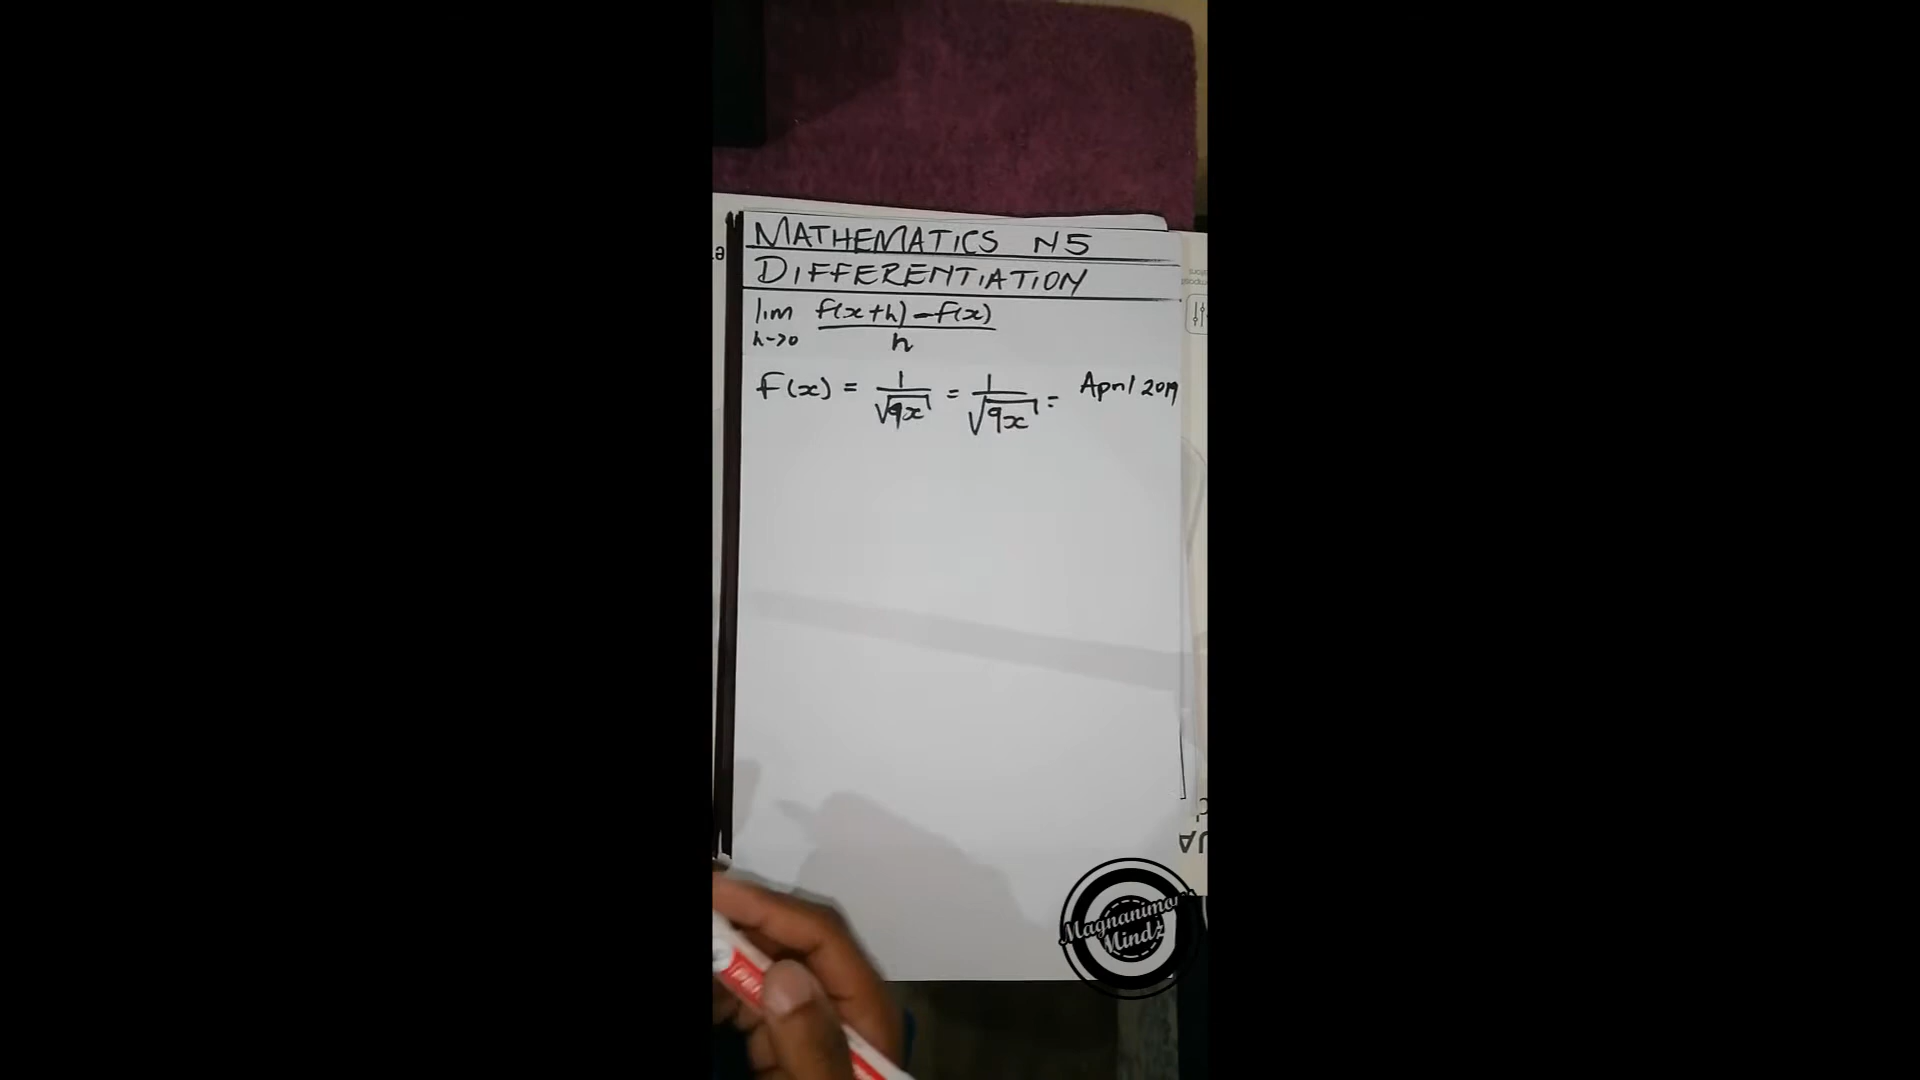 MATHEMATICS N5
DIFFERENTIATION
lim f(x+h) - f(x)
h->0 h
f(x) = 1/√9x = 1/√9x = April 2019
Magnanimous
Mindz